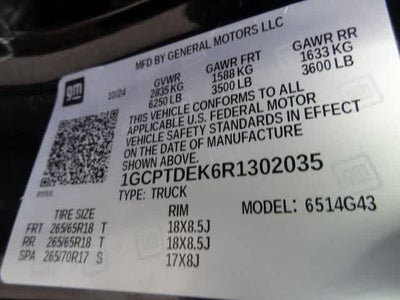 MFD BY GENERAL MOTORS LLC
gm 10/24 GVWR GAWR FRT GAWR RR
2835 KG 1588 KG 1633 KG
6250 LB 3500 LB 3600 LB
THIS VEHICLE CONFORMS TO ALL
APPLICABLE U.S. FEDERAL MOTOR
VEHICLE SAFETY STANDARDS IN EFFECT
ON THE DATE OF MANUFACTURE
SHOWN ABOVE.
1GCPTDEK6R1302035
TYPE: TRUCK
TIRE SIZE RIM MODEL: 6514G43
FRT 265/65R18 T 18X8.5J
RR 265/65R18 T 18X8.5J
SPA 265/70R17 S 17X8J